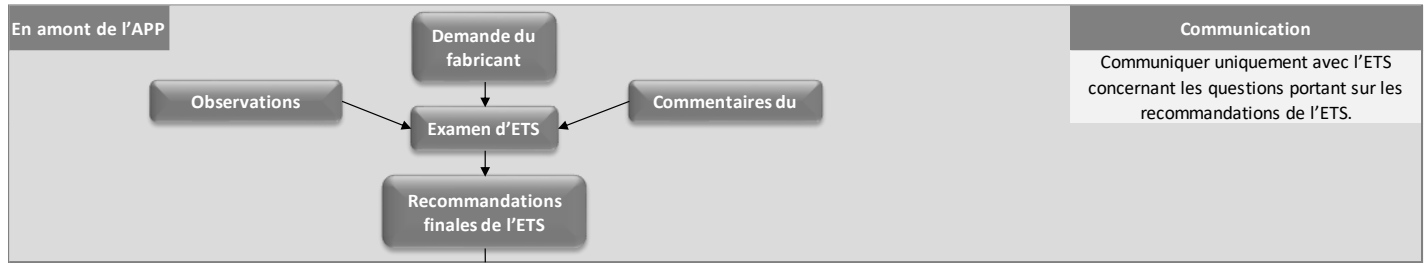 En amont de l’APP
Demande du
fabricant
Communication
Communiquer uniquement avec l’ETS
concernant les questions portant sur les
recommandations de l’ETS.
Observations
Commentaires du
Examen d’ETS
Recommandations
finales de l’ETS